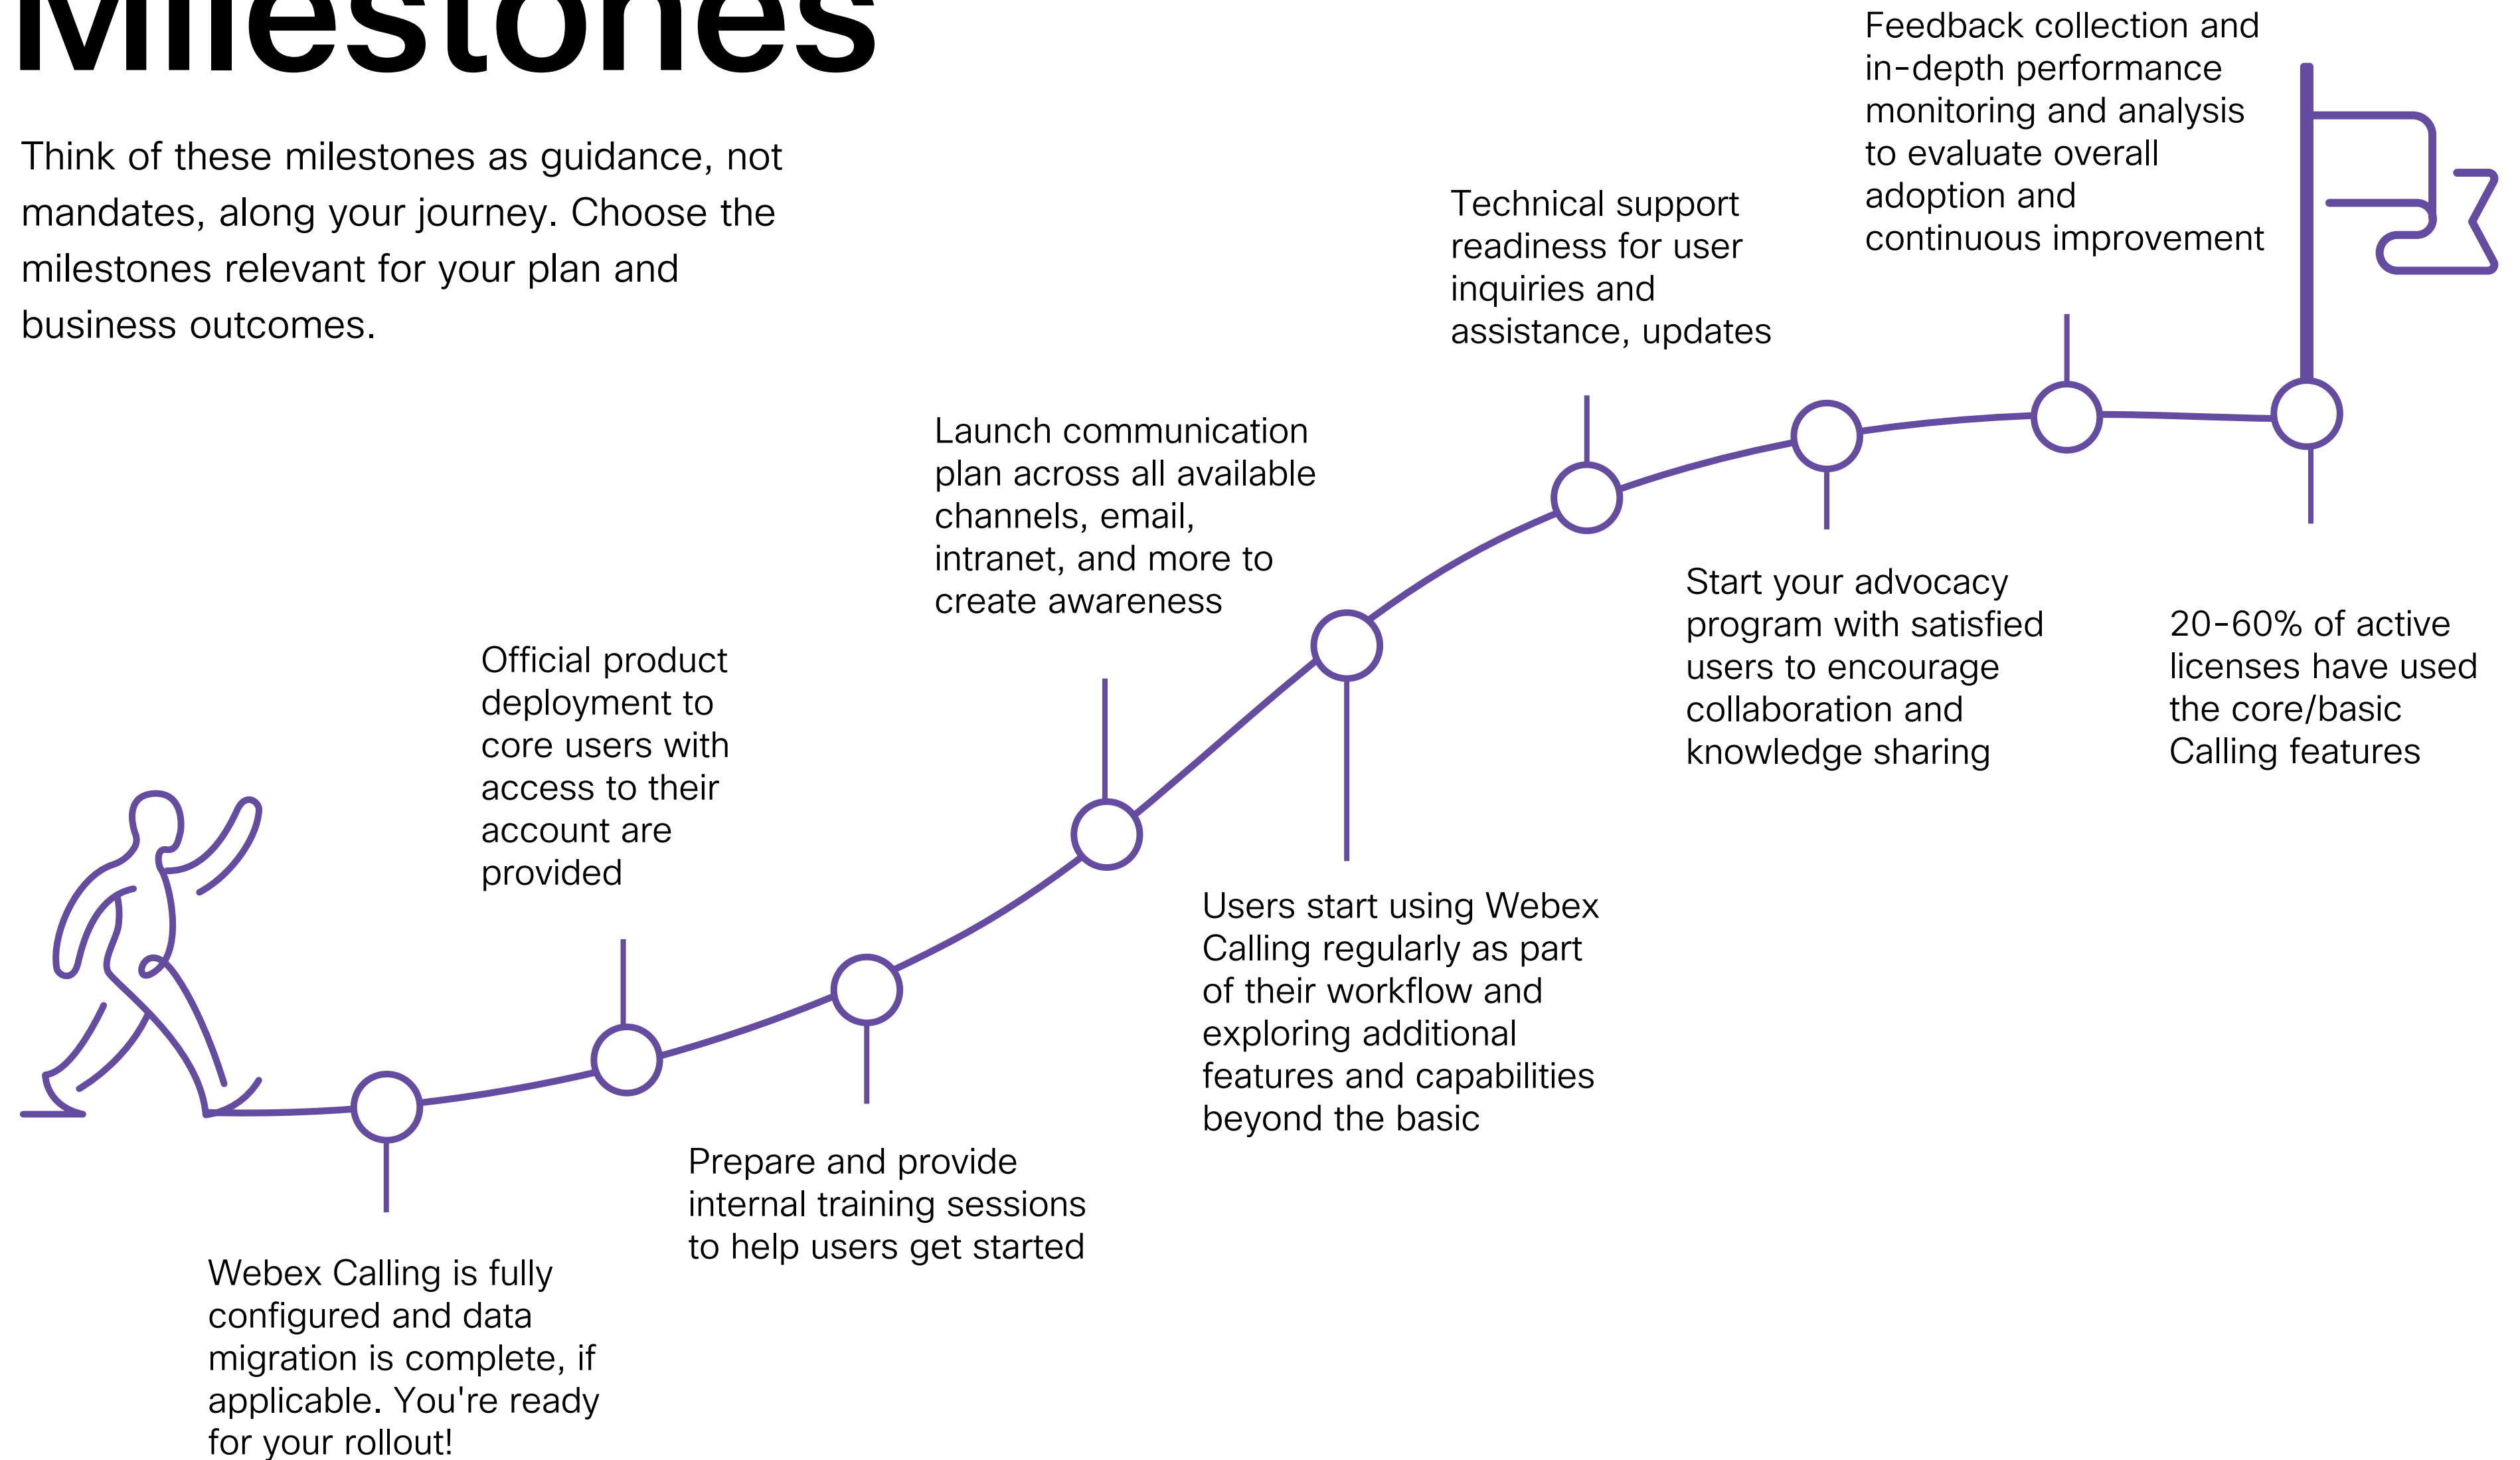 Milestones
Think of these milestones as guidance, not
mandates, along your journey. Choose the
milestones relevant for your plan and
business outcomes.
Webex Calling is fully
configured and data
migration is complete, if
applicable. You're ready
for your rollout!
Official product
deployment to
core users with
access to their
account are
provided
Prepare and provide
internal training sessions
to help users get started
Launch communication
plan across all available
channels, email,
intranet, and more to
create awareness
Users start using Webex
Calling regularly as part
of their workflow and
exploring additional
features and capabilities
beyond the basic
Technical support
readiness for user
inquiries and
assistance, updates
Start your advocacy
program with satisfied
users to encourage
collaboration and
knowledge sharing
Feedback collection and
in-depth performance
monitoring and analysis
to evaluate overall
adoption and
continuous improvement
20-60% of active
licenses have used
the core/basic
Calling features